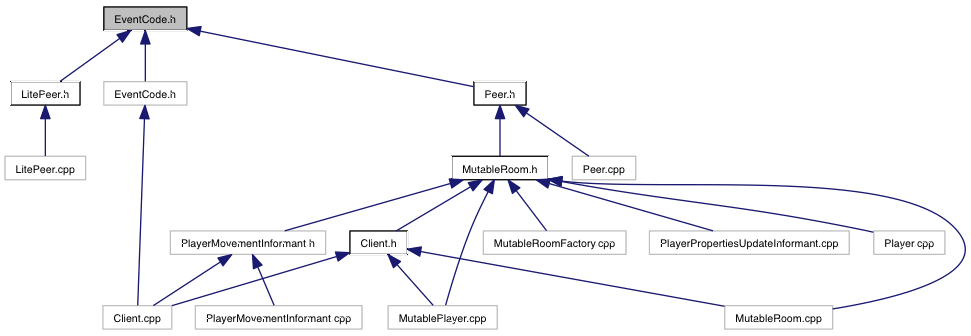 EventCode.h
LitePeer.h
EventCode.h
Peer.h
LitePeer.cpp
MutableRoom.h
Peer.cpp
PlayerMovementInformant.h
Client.h
MutableRoomFactory.cpp
PlayerPropertiesUpdateInformant.cpp
Player.cpp
Client.cpp
PlayerMovementInformant.cpp
MutablePlayer.cpp
MutableRoom.cpp